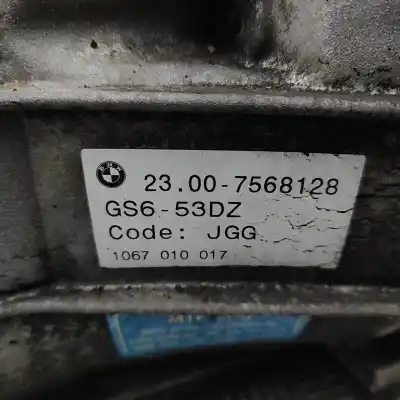 BMW
23.00-7568128
GS6-53DZ
Code: JGG
1067 010 017